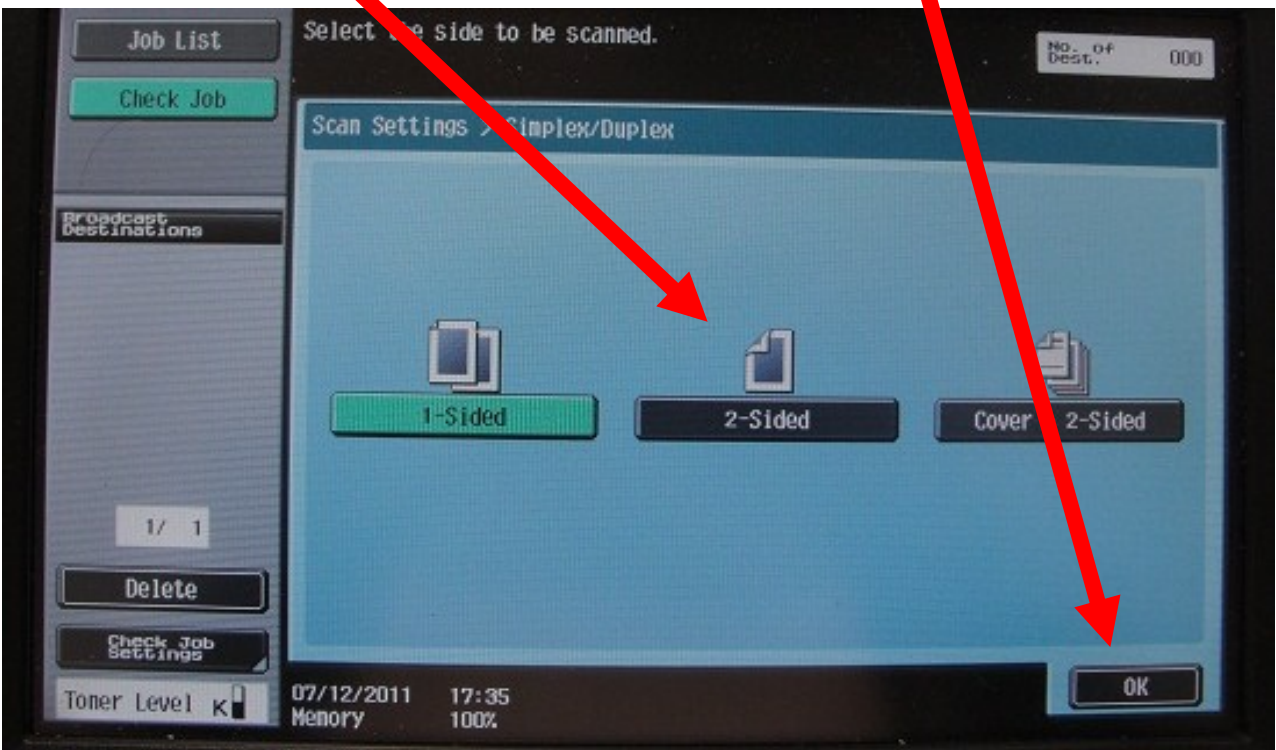 Job List
Check Job
Broadcast
Destinations
1/ 1
Delete
Check Job
Settings
Toner Level K
Select the side to be scanned.
No. of
Dest. 000
Scan Settings > Simplex/Duplex
1-Sided
2-Sided
Cover 2-Sided
OK
07/12/2011 17:35
Memory 100%